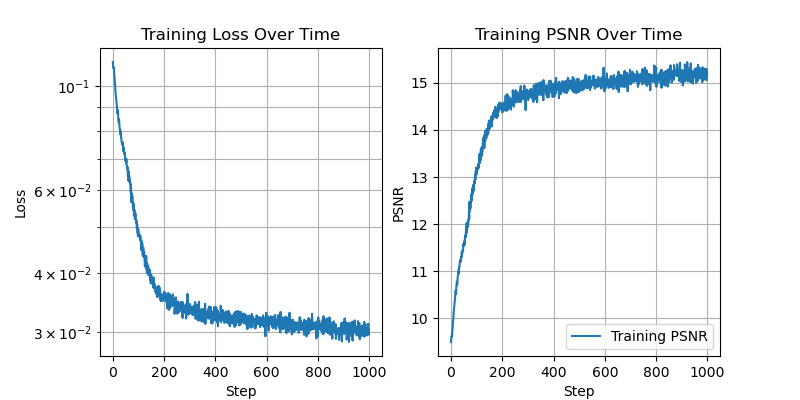 Training Loss Over Time
Loss
10⁻¹
6 × 10⁻²
4 × 10⁻²
3 × 10⁻²
0 200 400 600 800 1000
Step
Training PSNR Over Time
PSNR
15
14
13
12
11
10
Training PSNR
0 200 400 600 800 1000
Step